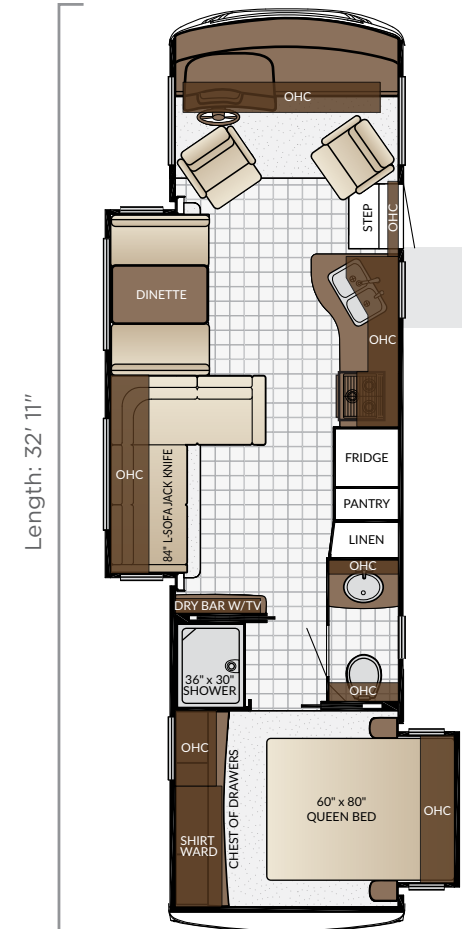 OHC
STEP
OHC
DINETTE
OHC
Length: 32' 11"
OHC
84" L-SOFA JACK KNIFE
FRIDGE
PANTRY
LINEN
OHC
DRY BAR W/TV
36" x 30"
SHOWER
OHC
OHC
CHEST OF DRAWERS
60" x 80"
QUEEN BED
OHC
SHIRT
WARD